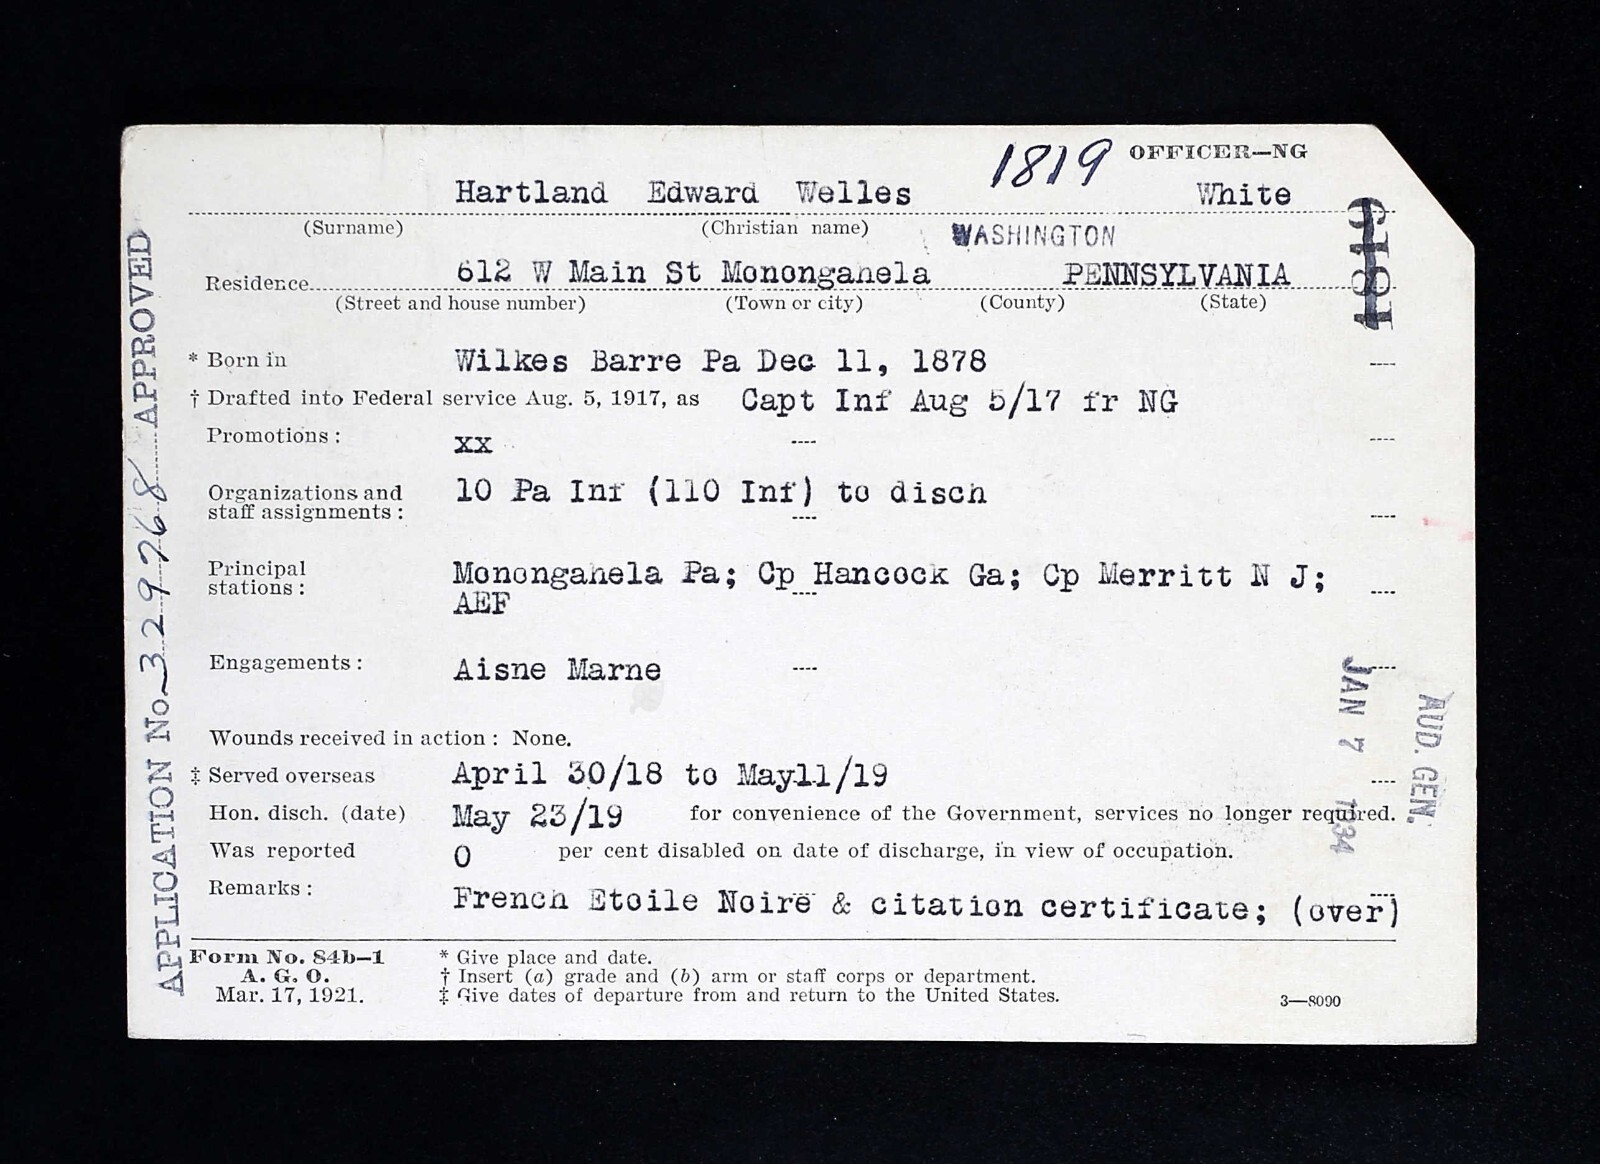 1819 OFFICER—NG
Hartland Edward Welles White
(Surname) (Christian name) WASHINGTON
Residence 612 W Main St Monongahela PENNSYLVANIA
(Street and house number) (Town or city) (County) (State)
1819
* Born in Wilkes Barre Pa Dec 11, 1878
† Drafted into Federal service Aug. 5, 1917, as Capt Inf Aug 5/17 fr NG
Promotions: xx ----
Organizations and staff assignments: 10 Pa Inf (110 Inf) to disch
----
Principal stations: Monongahela Pa; Cp Hancock Ga; Cp Merritt N J;
AEF
Engagements: Aisne Marne ----
Wounds received in action: None.
‡ Served overseas April 30/18 to May11/19
Hon. disch. (date) May 23/19 for convenience of the Government, services no longer required.
Was reported 0 per cent disabled on date of discharge, in view of occupation.
Remarks: French Etoile Noire & citation certificate; (over)
Form No. 84b–1
A. G. O.
Mar. 17, 1921.
* Give place and date.
† Insert (a) grade and (b) arm or staff corps or department.
‡ Give dates of departure from and return to the United States.
3—8090
APPLICATION No. 329768 APPROVED
JAN 7 1934
AUD. GEN.